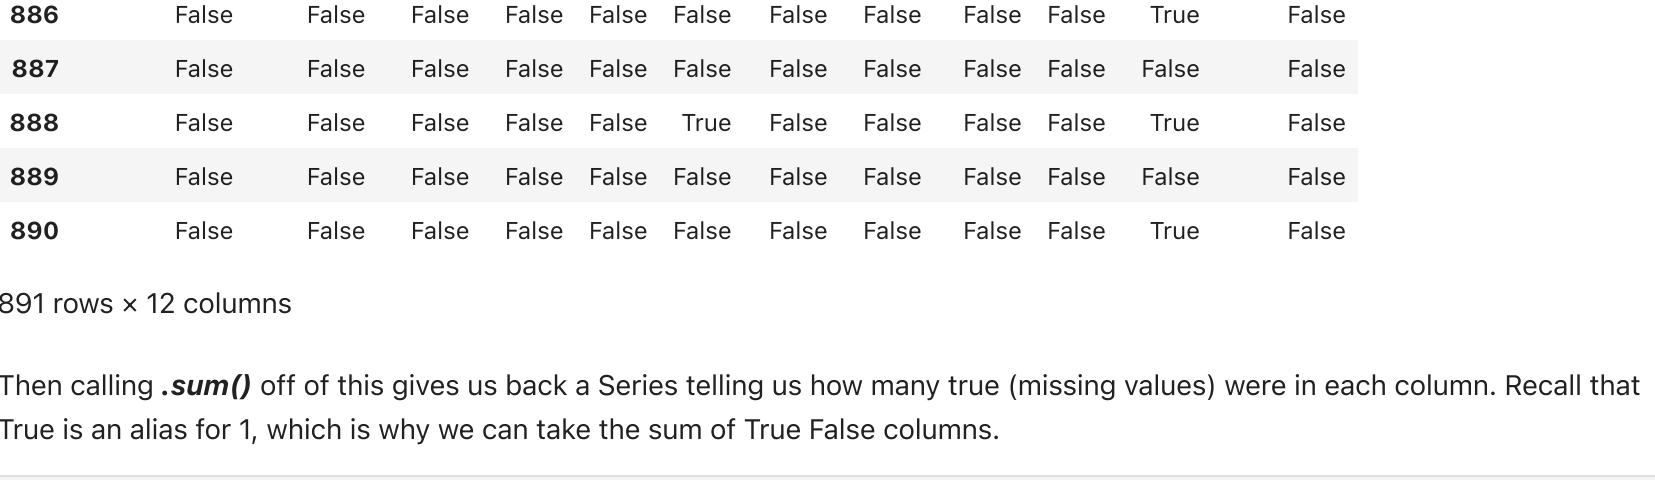 886 False False False False False False False False False False True False
887 False False False False False False False False False False False False
888 False False False False False True False False False False True False
889 False False False False False False False False False False False False
890 False False False False False False False False False False True False
891 rows × 12 columns
Then calling .sum() off of this gives us back a Series telling us how many true (missing values) were in each column. Recall that
True is an alias for 1, which is why we can take the sum of True False columns.